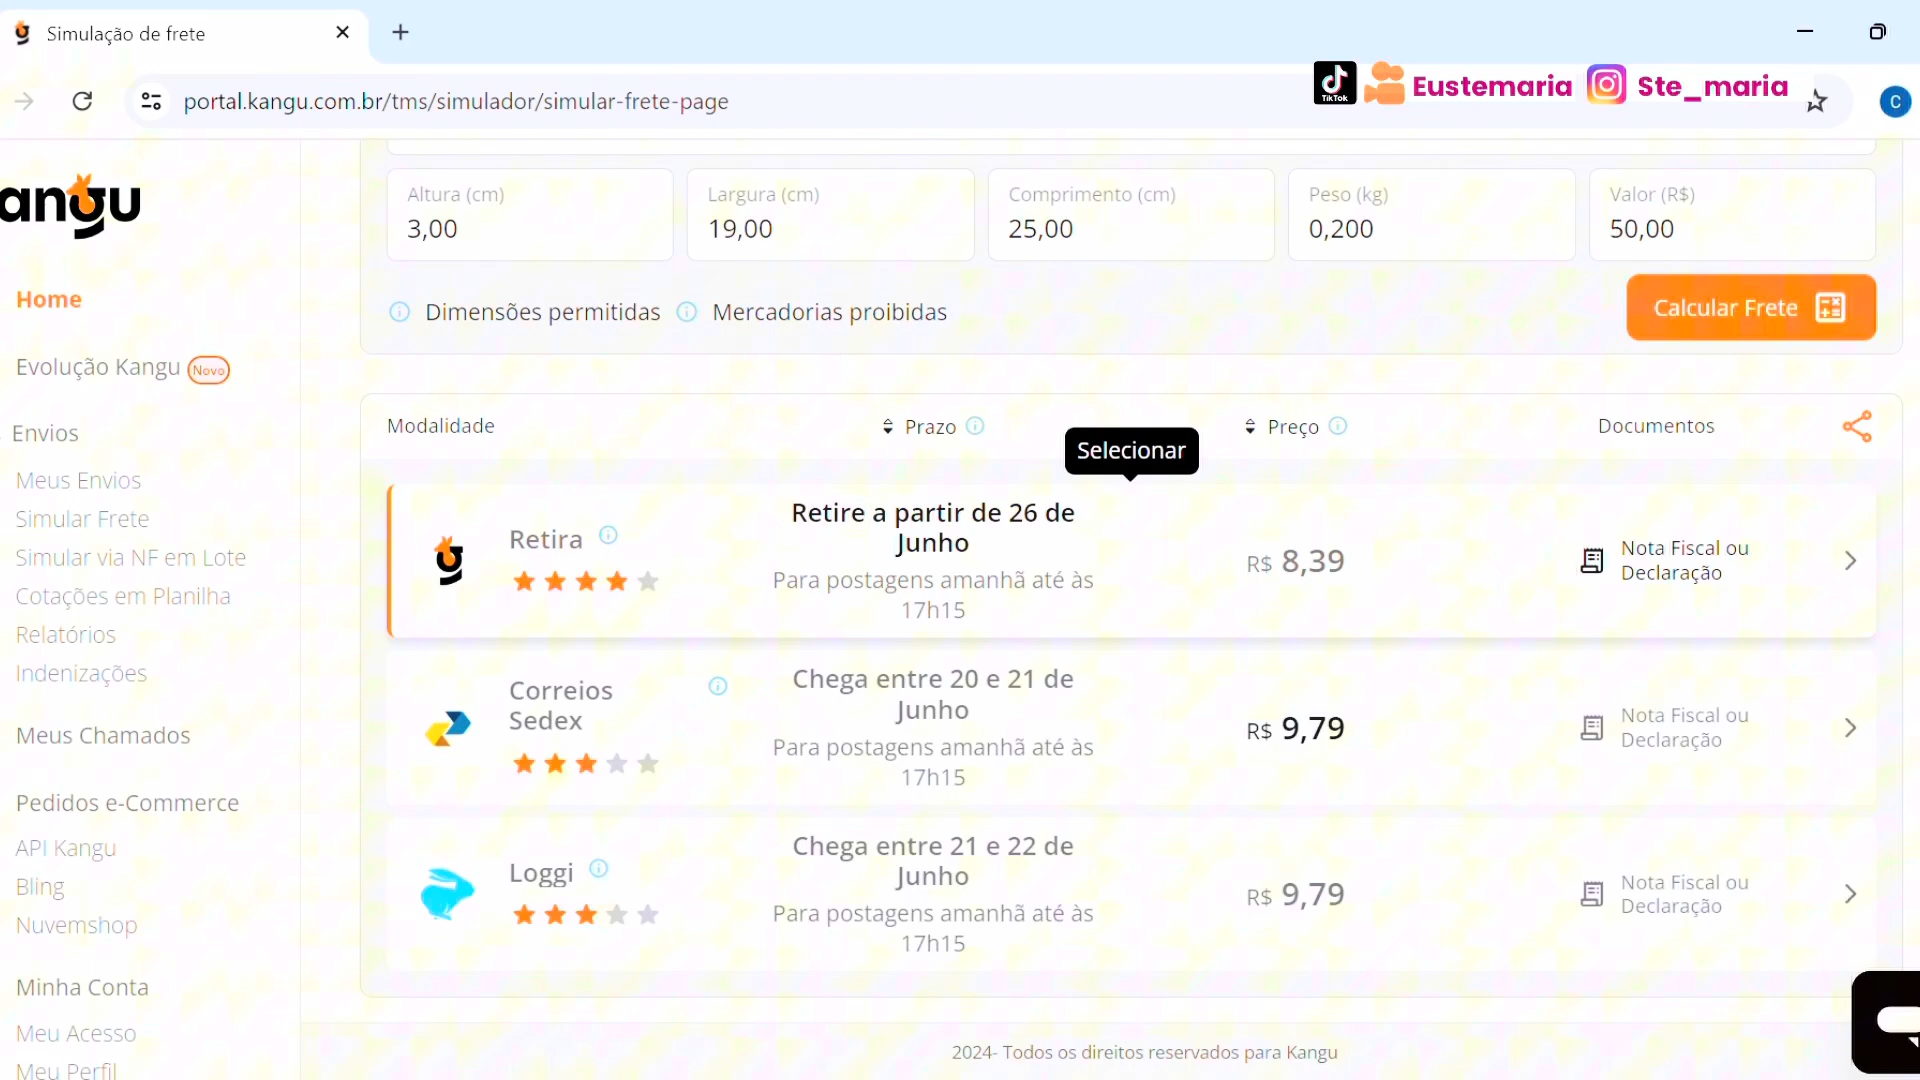 Simulação de frete
portal.kangu.com.br/tms/simulador/simular-frete-page
TikTok
Eustemaria
Ste_maria
C
angu
Home
Evolução Kangu Novo
Envios
Meus Envios
Simular Frete
Simular via NF em Lote
Cotações em Planilha
Relatórios
Indenizações
Meus Chamados
Pedidos e-Commerce
API Kangu
Bling
Nuvemshop
Minha Conta
Meu Acesso
Meu Perfil
Altura (cm)
3,00
Largura (cm)
19,00
Comprimento (cm)
25,00
Peso (kg)
0,200
Valor (R$)
50,00
Dimensões permitidas
Mercadorias proibidas
Calcular Frete
Modalidade
Prazo
Preço
Documentos
Selecionar
Retira
Retire a partir de 26 de
Junho
Para postagens amanhã até às
17h15
R$ 8,39
Nota Fiscal ou
Declaração
Correios
Sedex
Chega entre 20 e 21 de
Junho
Para postagens amanhã até às
17h15
R$ 9,79
Nota Fiscal ou
Declaração
Loggi
Chega entre 21 e 22 de
Junho
Para postagens amanhã até às
17h15
R$ 9,79
Nota Fiscal ou
Declaração
2024- Todos os direitos reservados para Kangu